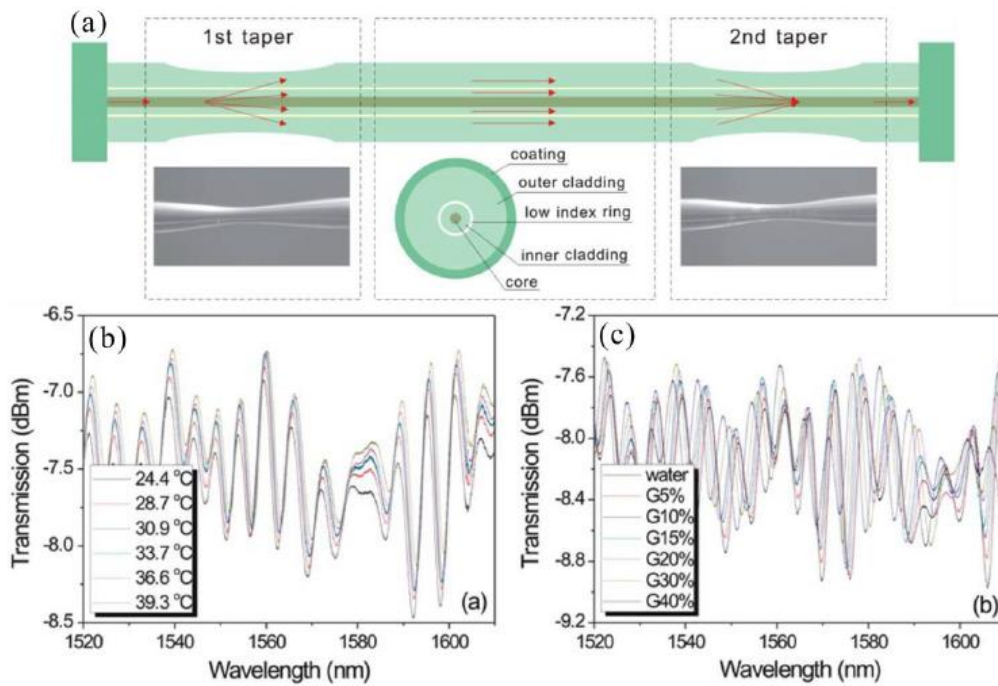 (a)
1st taper
2nd taper
coating
outer cladding
low index ring
inner cladding
core
(b)
Transmission (dBm)
-6.5
-7.0
-7.5
-8.0
-8.5
24.4 °C
28.7 °C
30.9 °C
33.7 °C
36.6 °C
39.3 °C
(a)
1520 1540 1560 1580 1600
Wavelength (nm)
(c)
Transmission (dBm)
-7.2
-7.6
-8.0
-8.4
-8.8
-9.2
water
G5%
G10%
G15%
G20%
G30%
G40%
(b)
1520 1540 1560 1580 1600
Wavelength (nm)